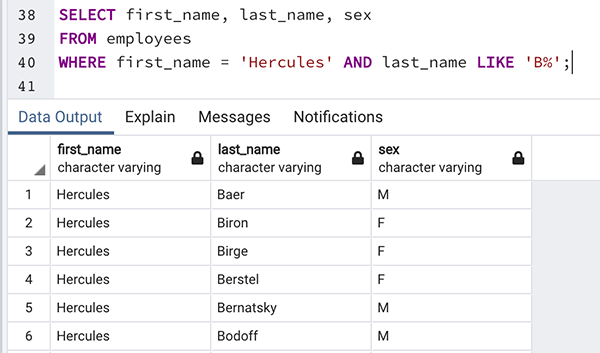 38 SELECT first_name, last_name, sex
39 FROM employees
40 WHERE first_name = 'Hercules' AND last_name LIKE 'B%';
41
Data Output Explain Messages Notifications
first_name last_name sex
character varying character varying character varying
1 Hercules Baer M
2 Hercules Biron F
3 Hercules Birge F
4 Hercules Berstel F
5 Hercules Bernatsky M
6 Hercules Bodoff M